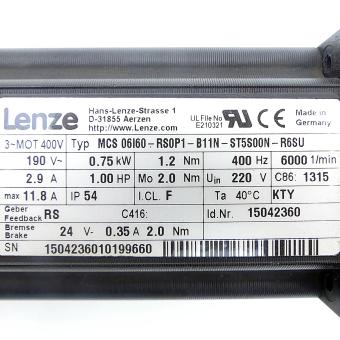 Lenze
Hans-Lenze-Strasse 1
D-31855 Aerzen
http://www.Lenze.com
UL File No
E210321
c UL US CE
Made in
Germany
3~MOT 400V Typ MCS 06I60-RS0P1-B11N-ST5S00N-R6SU
190 V~ 0.75 kW 1.2 Nm 400 Hz 6000 1/min
2.9 A 1.00 HP Mo 2.0 Nm Uin 220 V C86: 1315
max 11.8 A IP 54 I.CL F Ta 40°C KTY
Geber
Feedback RS C416: Id.Nr. 15042360
Bremse
Brake 24 V- 0.35 A 2.0 Nm
SN 1504236010199660